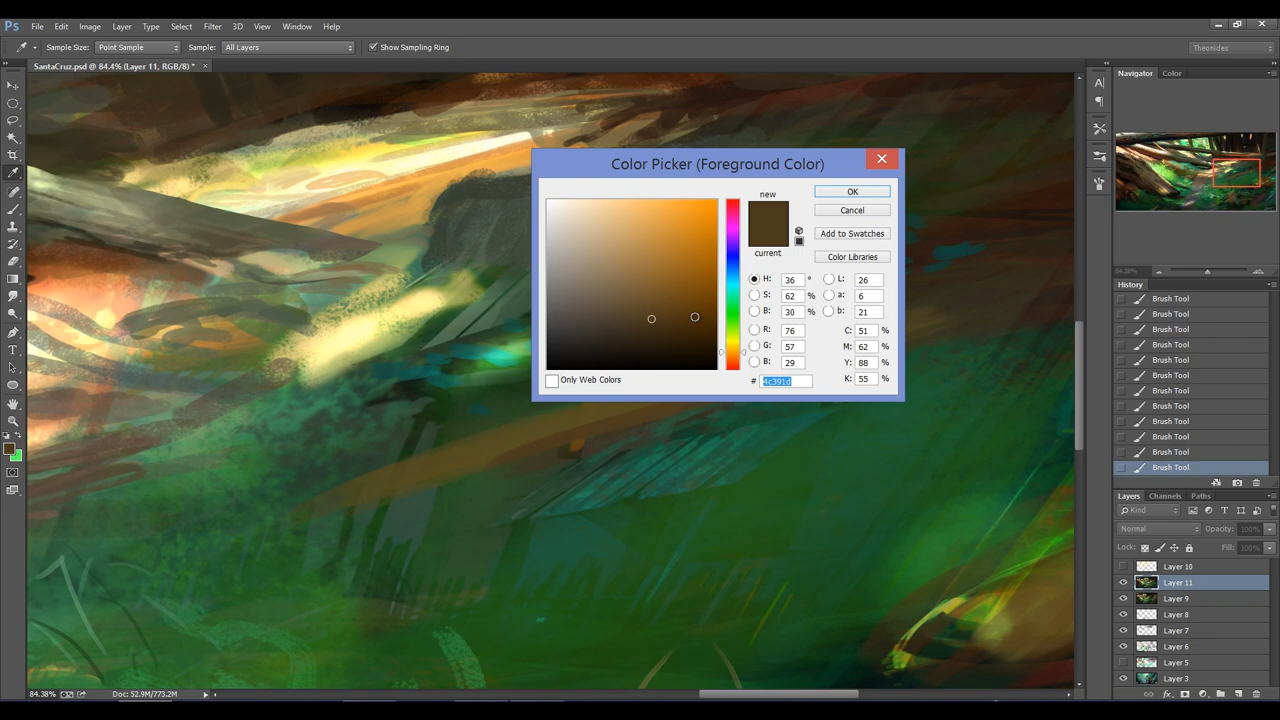 Ps File Edit Image Layer Type Select Filter 3D View Window Help
Sample Size: Point Sample Sample: All Layers Show Sampling Ring Theonides
SantaCruz.psd @ 84.4% (Layer 11, RGB/8) * ×
Navigator Color
84.38%
History
Brush Tool
Brush Tool
Brush Tool
Brush Tool
Brush Tool
Brush Tool
Brush Tool
Brush Tool
Brush Tool
Brush Tool
Brush Tool
Brush Tool
Layers Channels Paths
Kind
Normal Opacity: 100%
Lock: Fill: 100%
Layer 10
Layer 11
Layer 9
Layer 8
Layer 7
Layer 6
Layer 5
Layer 3
Color Picker (Foreground Color)
new
current
OK
Cancel
Add to Swatches
Color Libraries
H: 36 °
S: 62 %
B: 30 %
R: 76
G: 57
B: 29
# 4c391d
L: 26
a: 6
b: 21
C: 51 %
M: 62 %
Y: 88 %
K: 55 %
Only Web Colors
84.38% Doc: 52.9M/773.2M